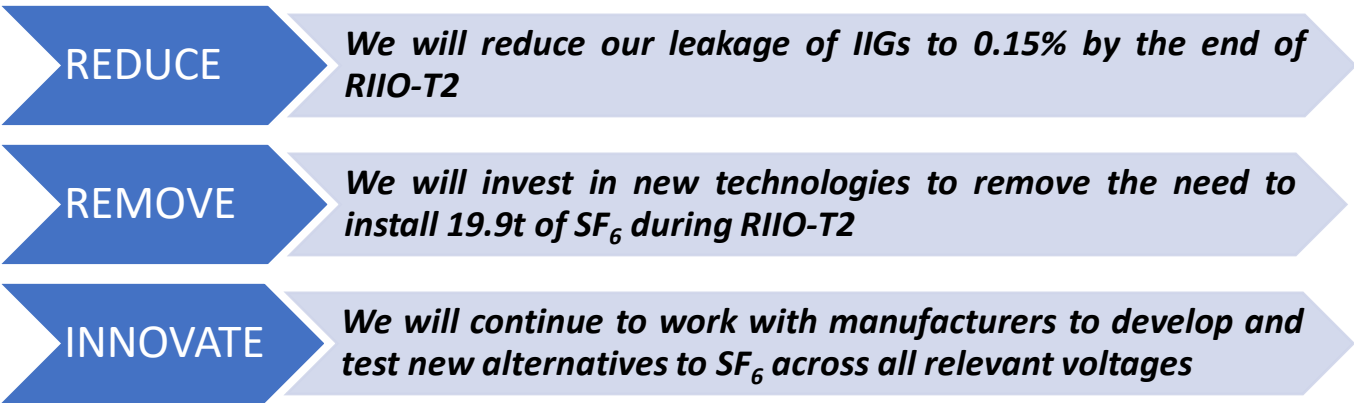 REDUCE
We will reduce our leakage of IIGs to 0.15% by the end of
RIIO-T2
REMOVE
We will invest in new technologies to remove the need to
install 19.9t of SF₆ during RIIO-T2
INNOVATE
We will continue to work with manufacturers to develop and
test new alternatives to SF₆ across all relevant voltages